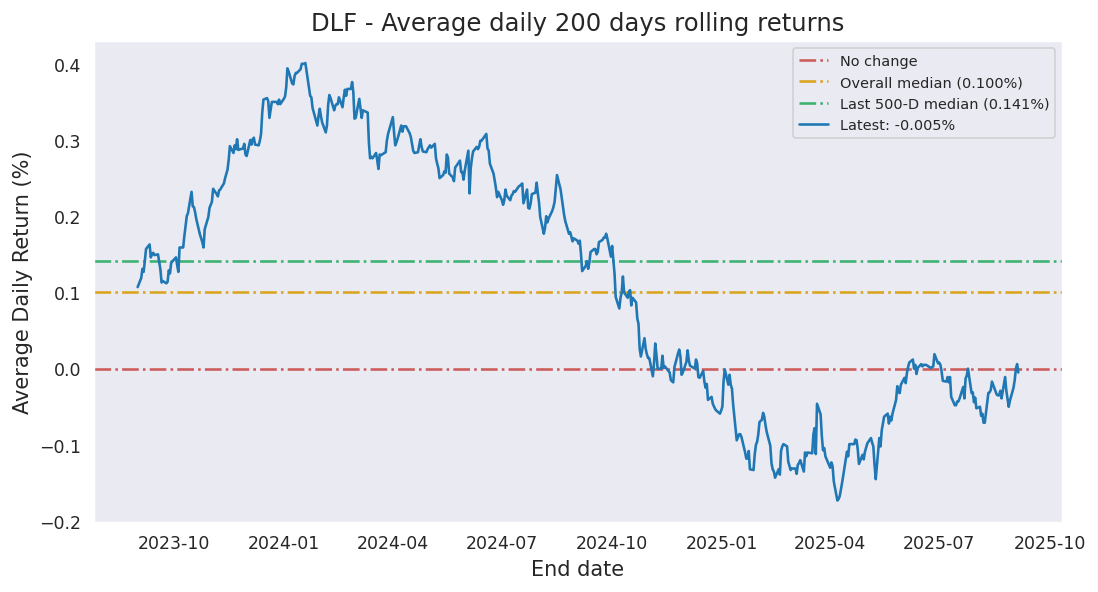 DLF - Average daily 200 days rolling returns
No change
Overall median (0.100%)
Last 500-D median (0.141%)
Latest: -0.005%
Average Daily Return (%)
0.4
0.3
0.2
0.1
0.0
−0.1
−0.2
2023-10 2024-01 2024-04 2024-07 2024-10 2025-01 2025-04 2025-07 2025-10
End date